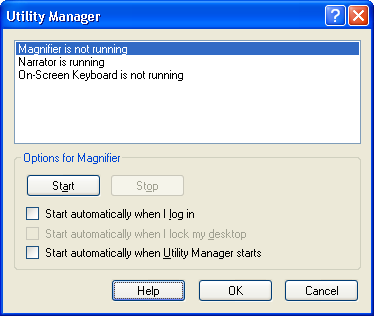 Utility Manager
Magnifier is not running
Narrator is running
On-Screen Keyboard is not running
Options for Magnifier
Start Stop
Start automatically when I log in
Start automatically when I lock my desktop
Start automatically when Utility Manager starts
Help OK Cancel